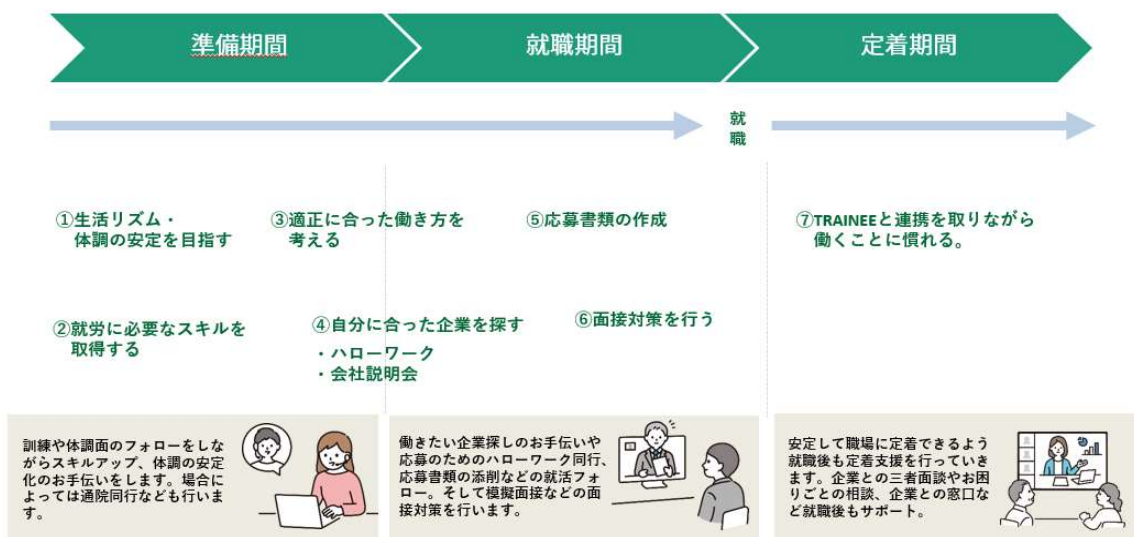 準備期間
就職期間
定着期間
就
職
①生活リズム・
体調の安定を目指す
③適正に合った働き方を
考える
⑤応募書類の作成
⑦TRAINEEと連携を取りながら
働くことに慣れる。
②就労に必要なスキルを
取得する
④自分に合った企業を探す
・ハローワーク
・会社説明会
⑥面接対策を行う
訓練や体調面のフォローをしな
がらスキルアップ、体調の安定
化のお手伝いをします。場合に
よっては通院同行なども行いま
す。
働きたい企業探しのお手伝いや
応募のためのハローワーク同行、
応募書類の添削などの就活フォ
ロー。そして模擬面接などの面
接対策を行います。
安定して職場に定着できるよう
就職後も定着支援を行っていき
ます。企業との三者面談やお困
りごとの相談、企業との窓口な
ど就職後もサポート。